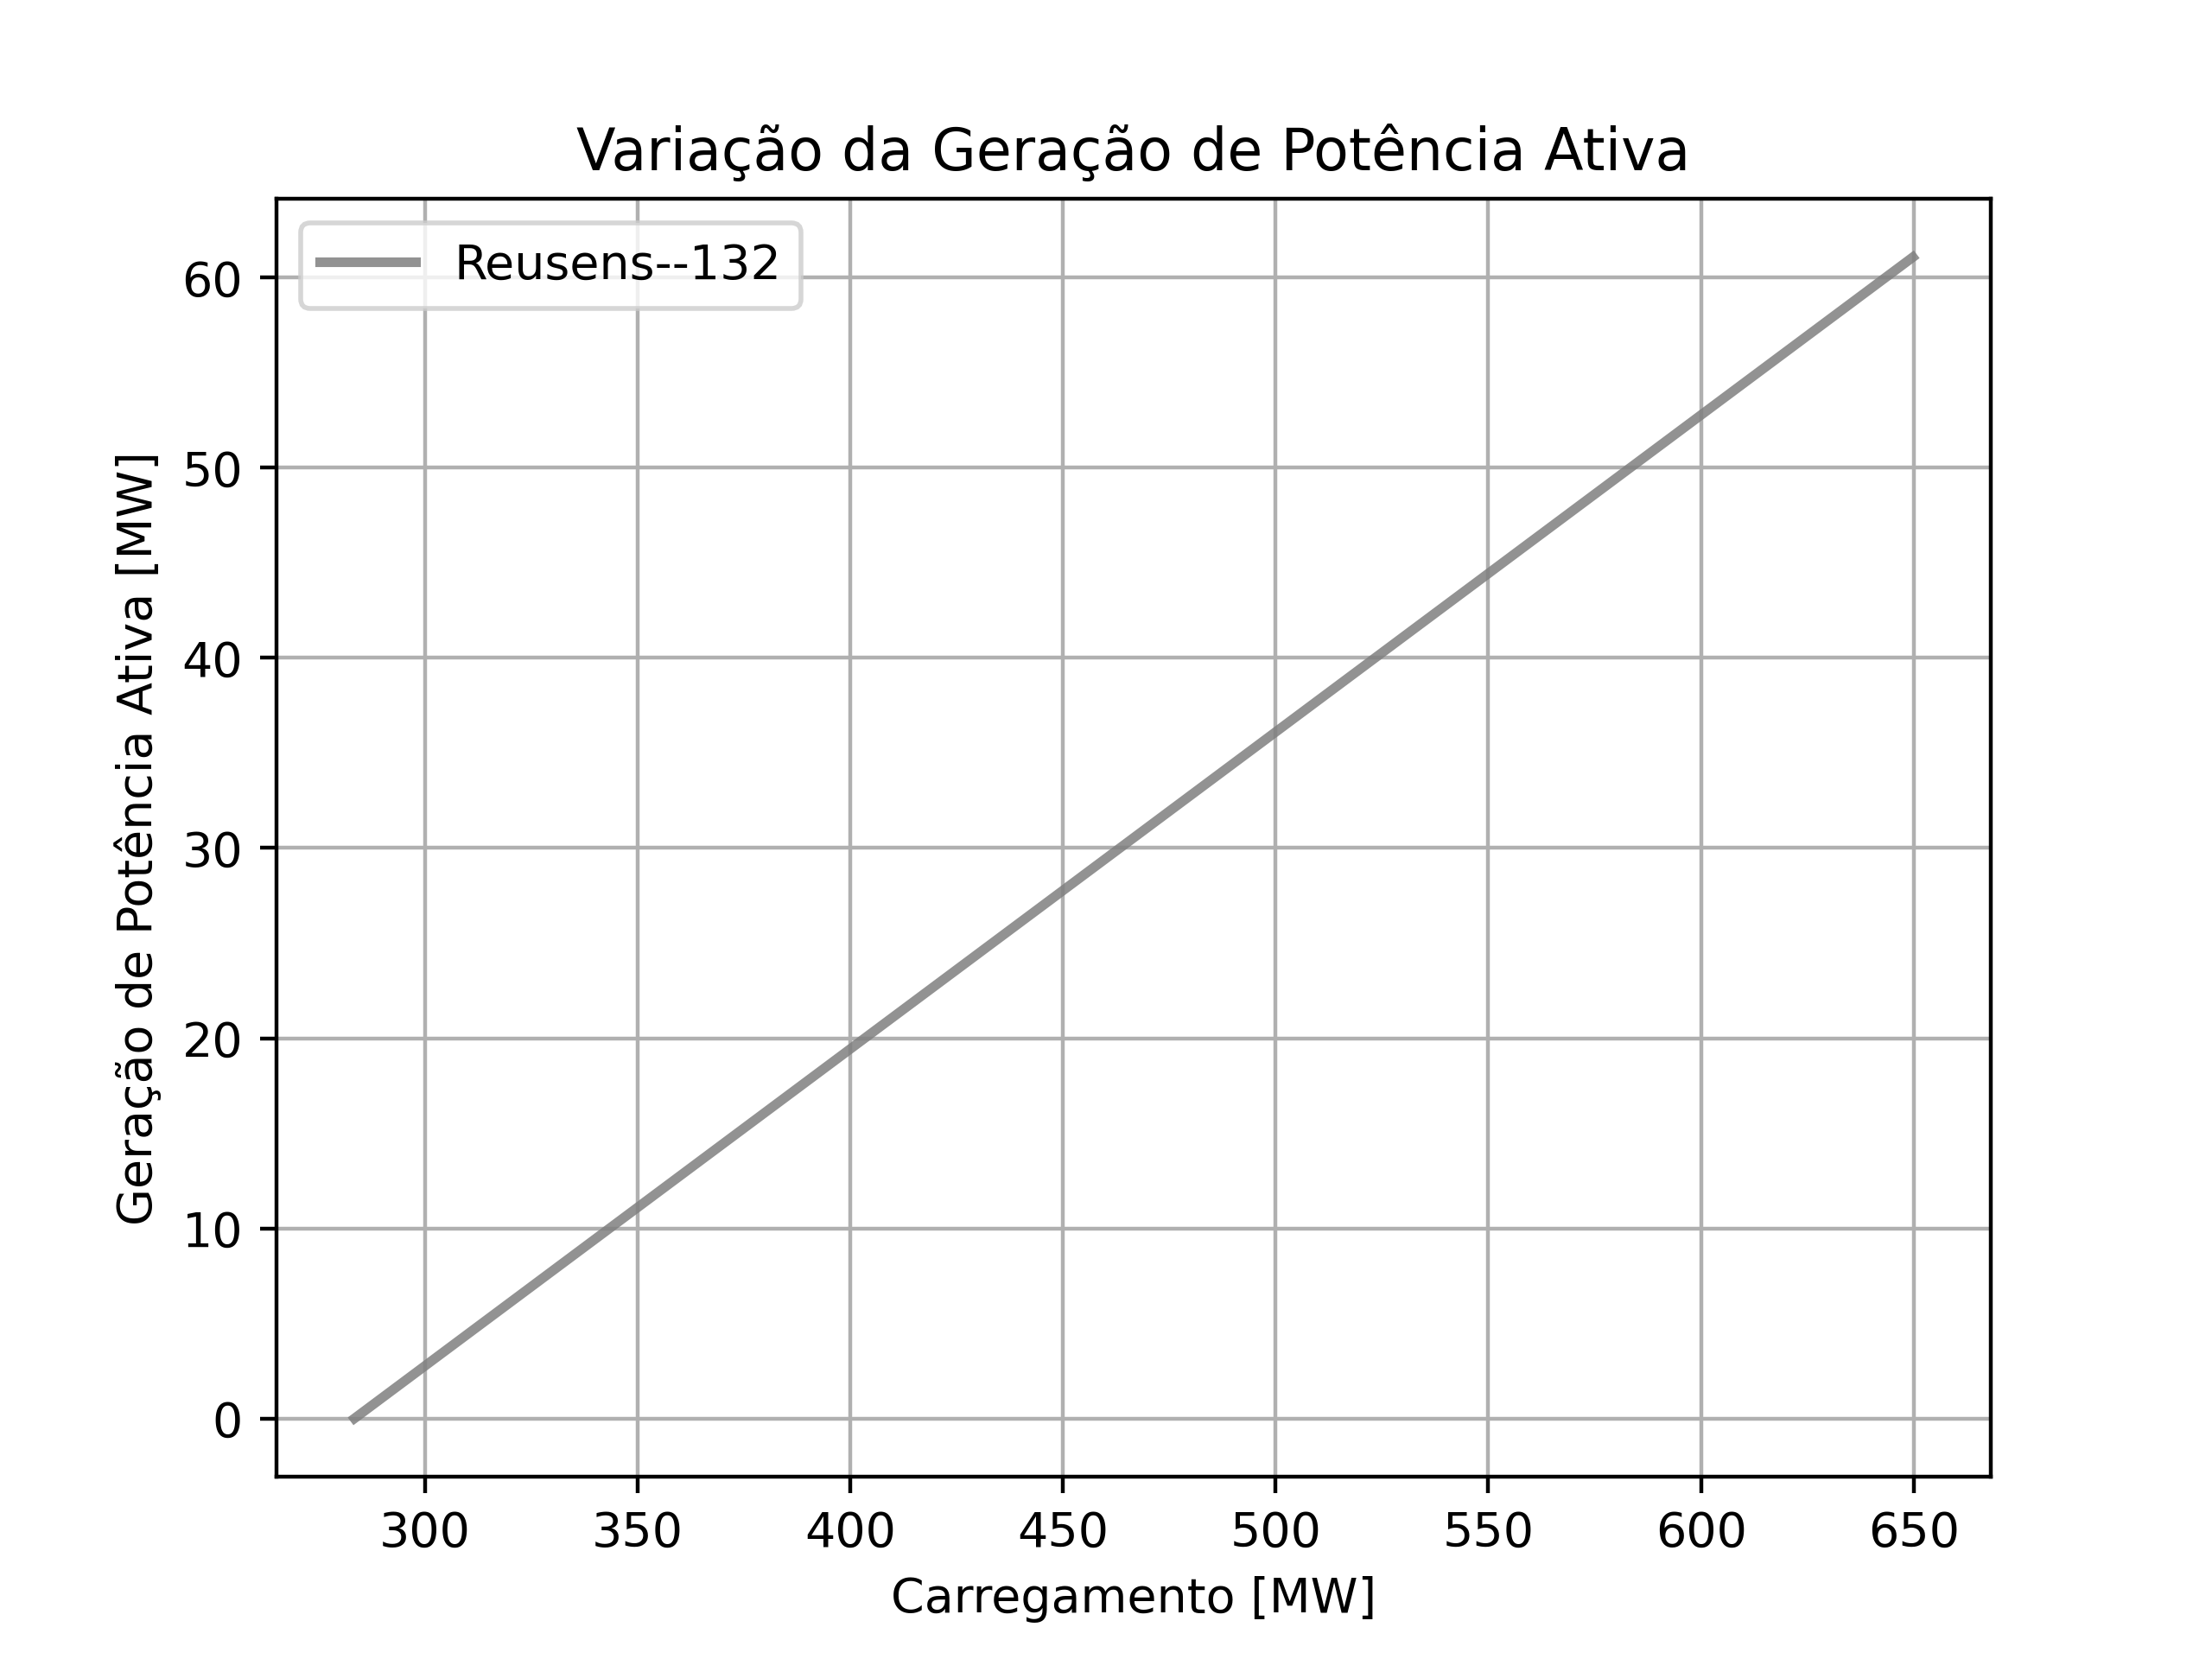 Variação da Geração de Potência Ativa
Reusens--132
Geração de Potência Ativa [MW]
60
50
40
30
20
10
0
300 350 400 450 500 550 600 650
Carregamento [MW]